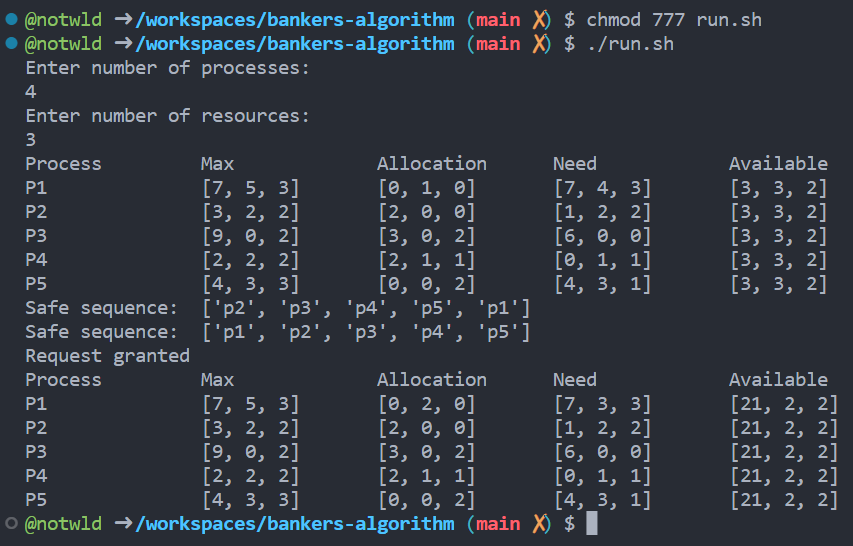 @notwld ➜/workspaces/bankers-algorithm (main ✗) $ chmod 777 run.sh
@notwld ➜/workspaces/bankers-algorithm (main ✗) $ ./run.sh
Enter number of processes:
4
Enter number of resources:
3
Process Max Allocation Need Available
P1 [7, 5, 3] [0, 1, 0] [7, 4, 3] [3, 3, 2]
P2 [3, 2, 2] [2, 0, 0] [1, 2, 2] [3, 3, 2]
P3 [9, 0, 2] [3, 0, 2] [6, 0, 0] [3, 3, 2]
P4 [2, 2, 2] [2, 1, 1] [0, 1, 1] [3, 3, 2]
P5 [4, 3, 3] [0, 0, 2] [4, 3, 1] [3, 3, 2]
Safe sequence: ['p2', 'p3', 'p4', 'p5', 'p1']
Safe sequence: ['p1', 'p2', 'p3', 'p4', 'p5']
Request granted
Process Max Allocation Need Available
P1 [7, 5, 3] [0, 2, 0] [7, 3, 3] [21, 2, 2]
P2 [3, 2, 2] [2, 0, 0] [1, 2, 2] [21, 2, 2]
P3 [9, 0, 2] [3, 0, 2] [6, 0, 0] [21, 2, 2]
P4 [2, 2, 2] [2, 1, 1] [0, 1, 1] [21, 2, 2]
P5 [4, 3, 3] [0, 0, 2] [4, 3, 1] [21, 2, 2]
@notwld ➜/workspaces/bankers-algorithm (main ✗) $